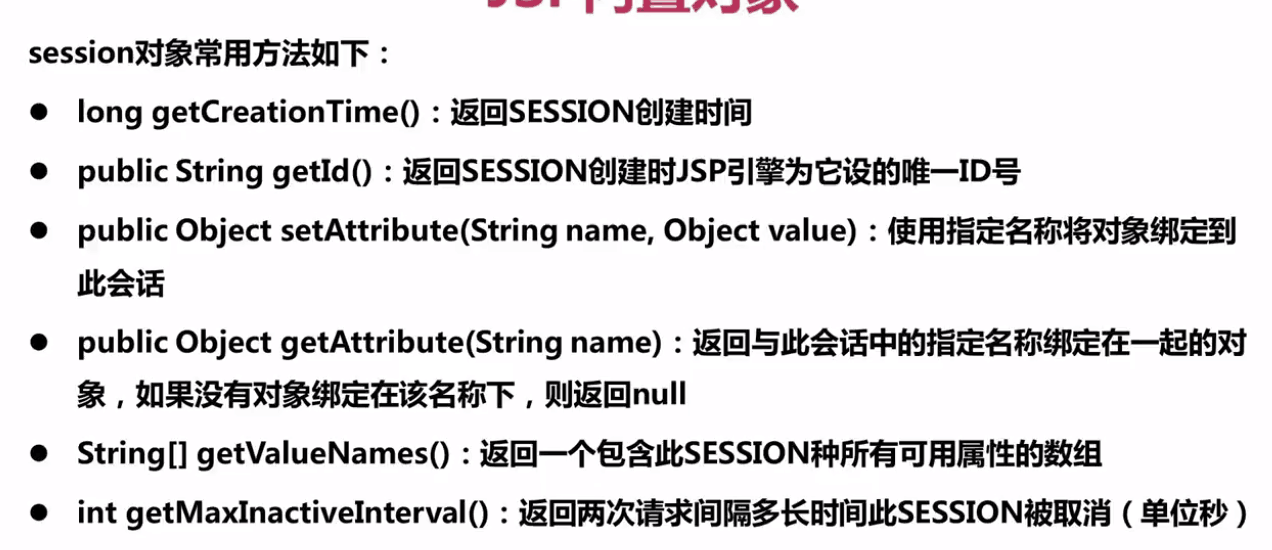 session对象常用方法如下：
● long getCreationTime()：返回SESSION创建时间
● public String getId()：返回SESSION创建时JSP引擎为它设的唯一ID号
● public Object setAttribute(String name, Object value)：使用指定名称将对象绑定到
此会话
● public Object getAttribute(String name)：返回与此会话中的指定名称绑定在一起的对
象，如果没有对象绑定在该名称下，则返回null
● String[] getValueNames()：返回一个包含此SESSION种所有可用属性的数组
● int getMaxInactiveInterval()：返回两次请求间隔多长时间此SESSION被取消（单位秒）